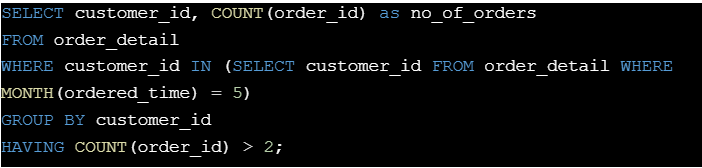 SELECT customer_id, COUNT(order_id) as no_of_orders
FROM order_detail
WHERE customer_id IN (SELECT customer_id FROM order_detail WHERE
MONTH(ordered_time) = 5)
GROUP BY customer_id
HAVING COUNT(order_id) > 2;